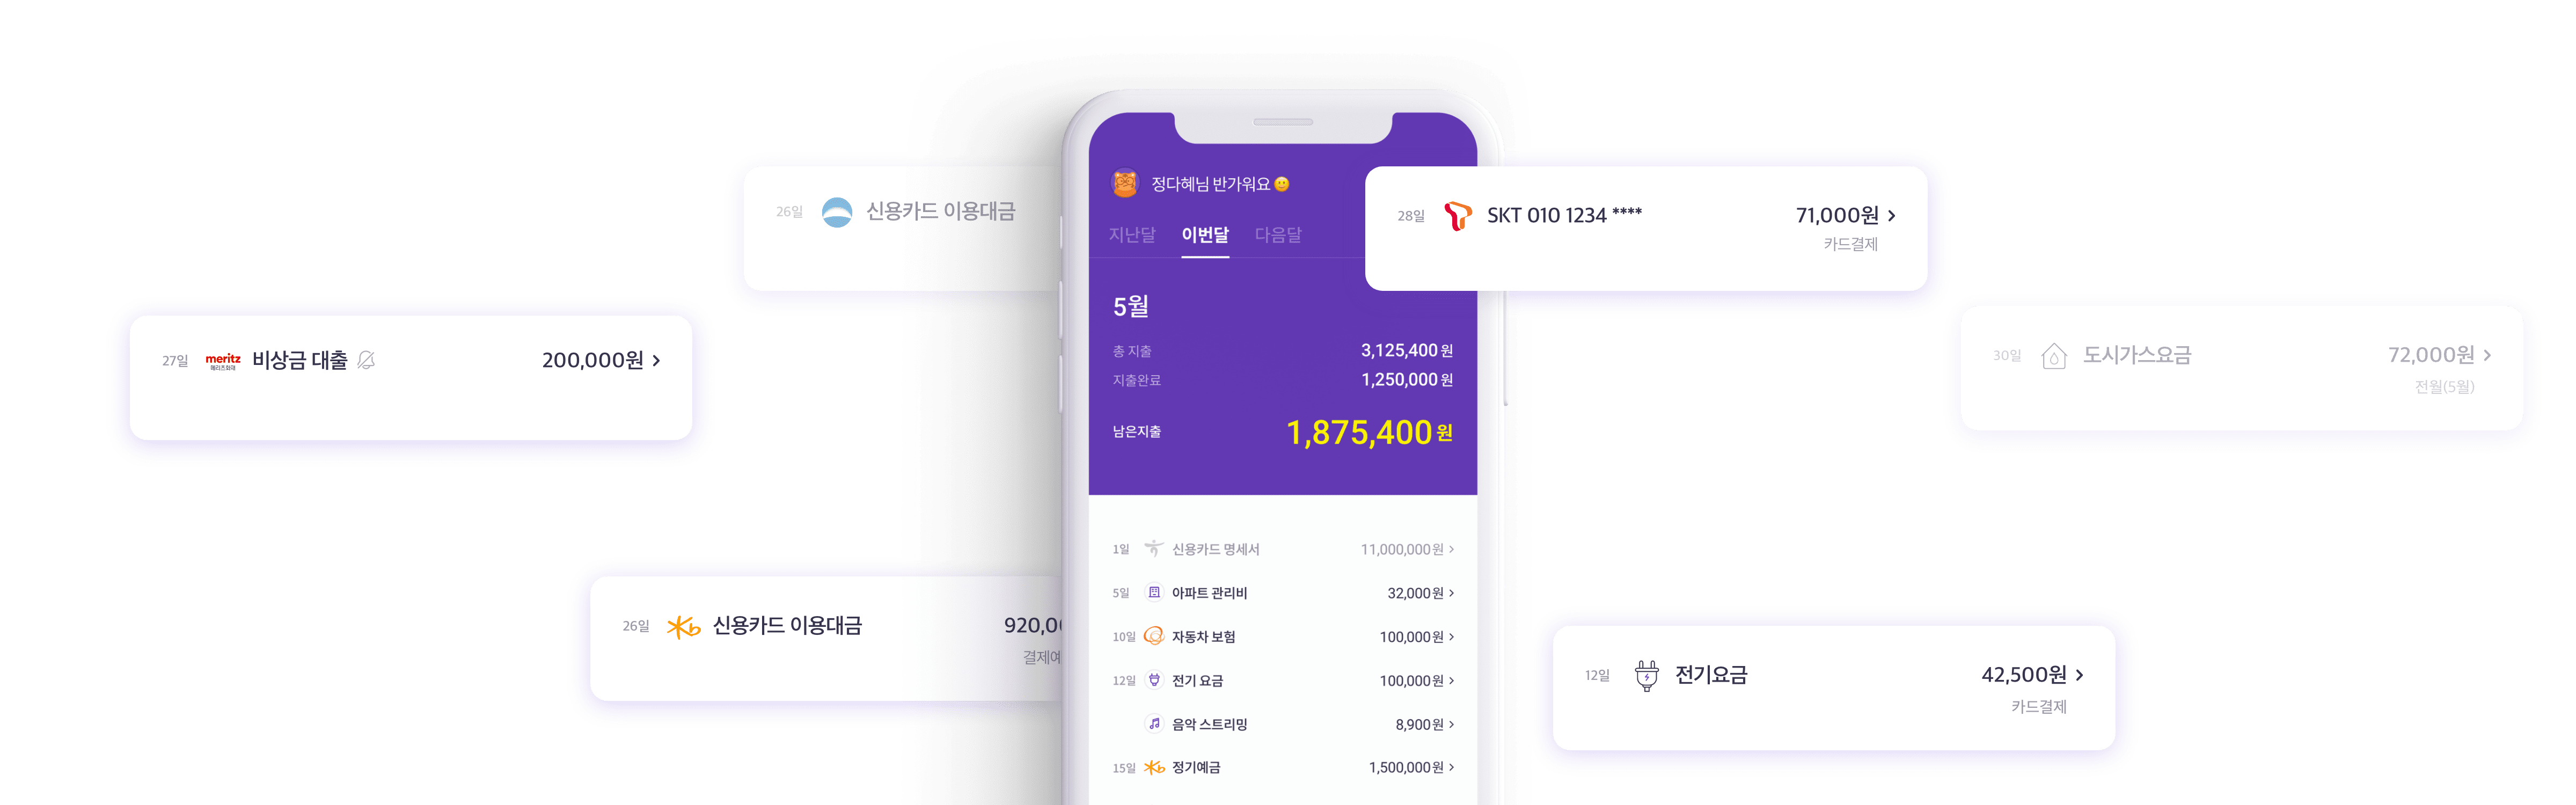 26일 신용카드 이용대금
27일 meritz 메리츠화재 비상금 대출 200,000원
26일 신용카드 이용대금 920,00
결제예
정다혜님 반가워요
지난달 이번달 다음달
5월
총 지출 3,125,400 원
지출완료 1,250,000 원
남은지출 1,875,400 원
1일 신용카드 명세서 11,000,000원
5일 아파트 관리비 32,000원
10일 자동차 보험 100,000원
12일 전기 요금 100,000원
음악 스트리밍 8,900원
15일 정기예금 1,500,000원
28일 SKT 010 1234 **** 71,000원
카드결제
30일 도시가스요금 72,000원
전월(5월)
12일 전기요금 42,500원
카드결제